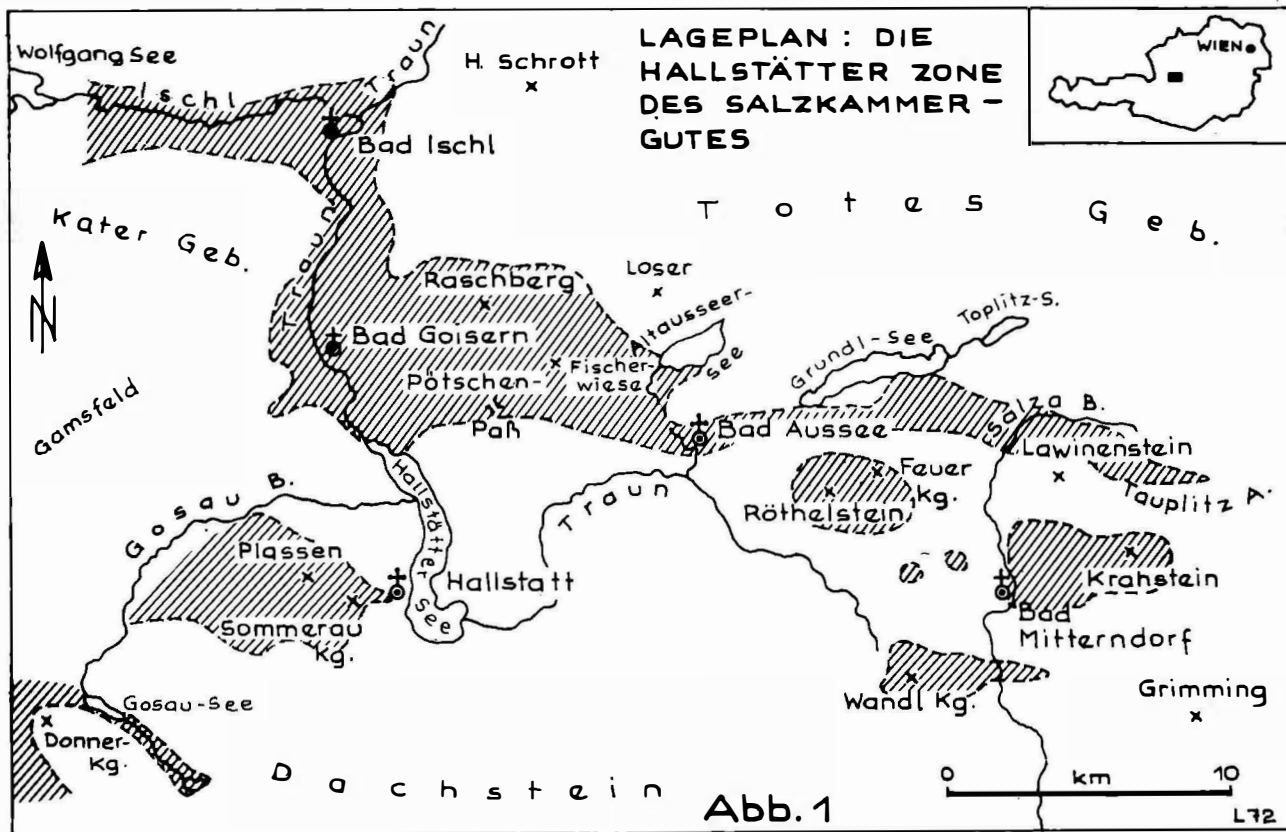 LAGEPLAN : DIE
HALLSTÄTTER ZONE
DES SALZKAMMER-
GUTES
WIEN
Wolfgang See
Ischl
Traun
H. Schrott
Bad Ischl
Totes Geb.
Kater Geb.
N
Traun
Raschberg
Loser
Altausseer-
see
Grundl-See
Toplitz-S.
Bad Goisern
Fischer-
wiese
Pötschen-
Paß
Gamsfeld
Bad Aussee
Salza B.
Lawinenstein
Tauplitz A.
Feuer
Kg.
Röthelstein
Hallstätter
See
Traun
Gosau B.
Plassen
Hallstatt
Sommerau
Kg.
Krahstein
Bad
Mitterndorf
Wandl Kg.
Grimming
Gosau-See
Donner-
Kg.
Dachstein
0 km 10
Abb. 1
L72